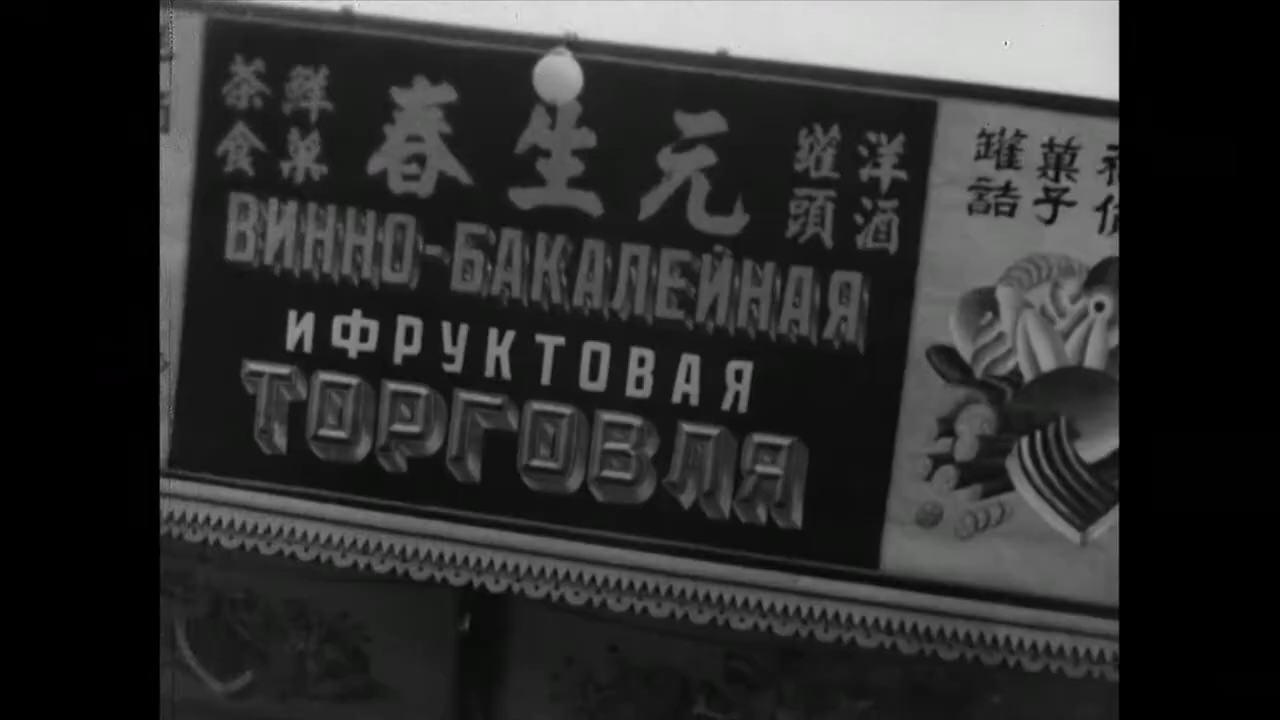 洋酒
罐頭
元生春
鮮菓
茶食
ВИННО-БАКАЛЕЙНАЯ
И ФРУКТОВАЯ
ТОРГОВЛЯ
菓子
罐詰